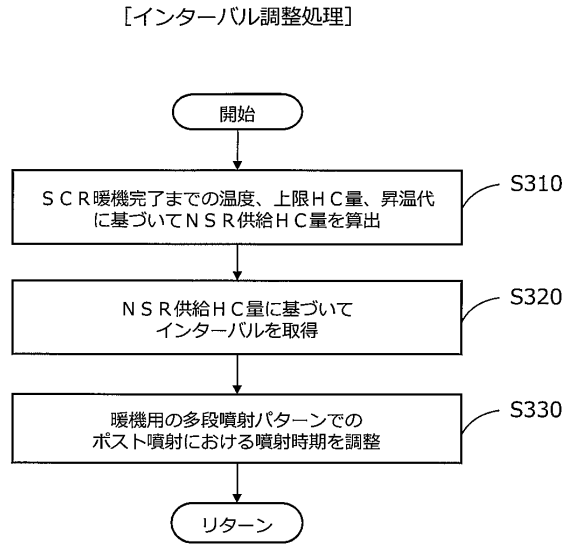 [インターバル調整処理]
開始
ＳＣＲ暖機完了までの温度、上限ＨＣ量、昇温代
に基づいてＮＳＲ供給ＨＣ量を算出
S310
ＮＳＲ供給ＨＣ量に基づいて
インターバルを取得
S320
暖機用の多段噴射パターンでの
ポスト噴射における噴射時期を調整
S330
リターン